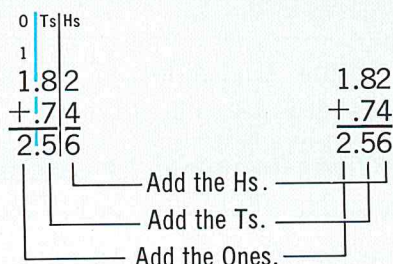 O Ts Hs
1
1.82 1.82
+.74 +.74
2.56 2.56
Add the Hs.
Add the Ts.
Add the Ones.